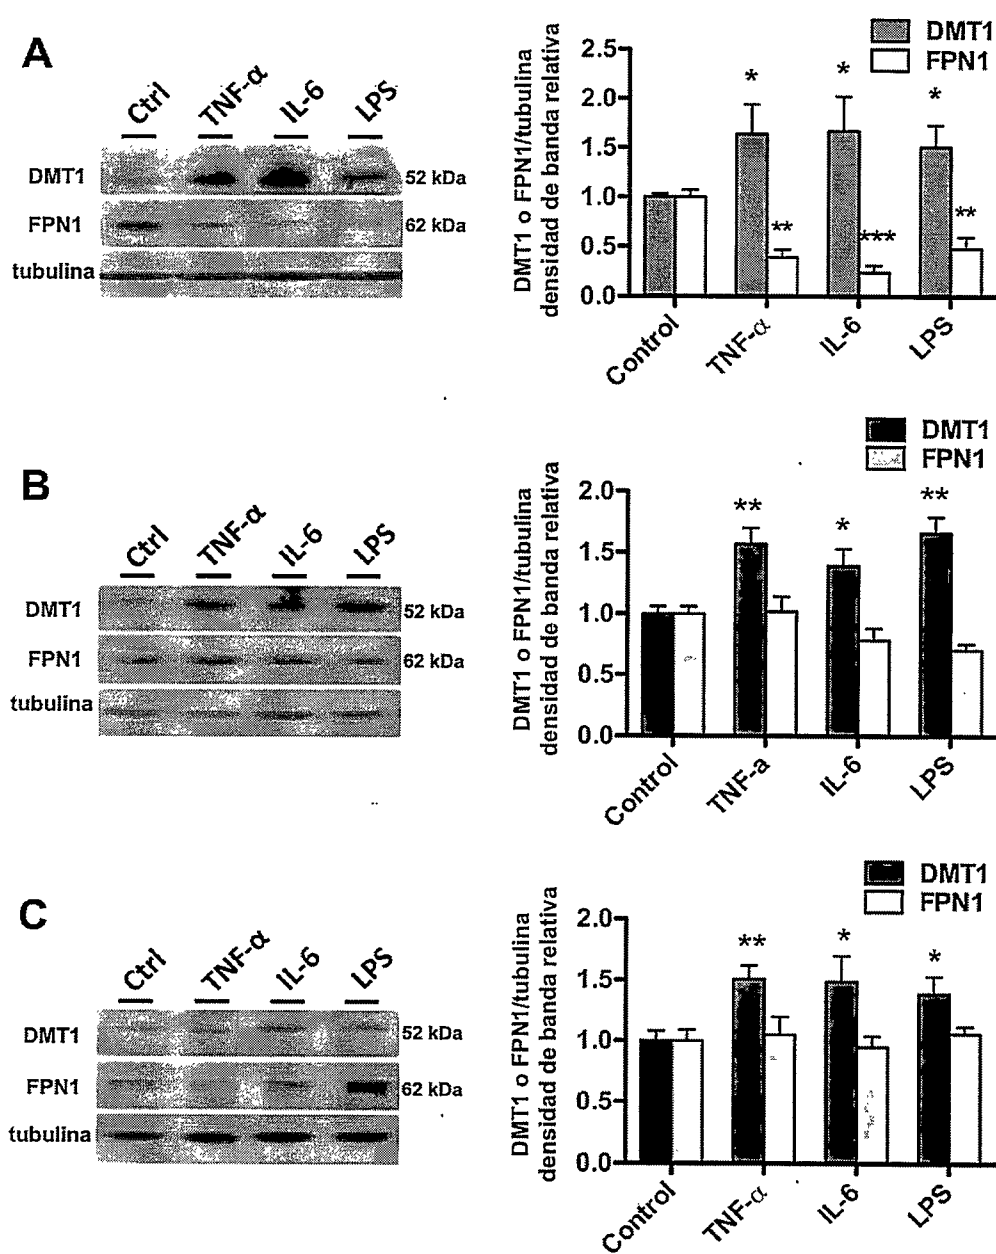 A
Ctrl TNF-α IL-6 LPS
DMT1 52 kDa
FPN1 62 kDa
tubulina
DMT1
FPN1
DMT1 o FPN1/tubulina
densidad de banda relativa
2.5
2.0
1.5
1.0
0.5
0.0
* * *
** *** **
Control TNF-α IL-6 LPS
B
Ctrl TNF-α IL-6 LPS
DMT1 52 kDa
FPN1 62 kDa
tubulina
DMT1
FPN1
DMT1 o FPN1/tubulina
densidad de banda relativa
2.0
1.5
1.0
0.5
0.0
** * **
Control TNF-a IL-6 LPS
C
Ctrl TNF-α IL-6 LPS
DMT1 52 kDa
FPN1 62 kDa
tubulina
DMT1
FPN1
DMT1 o FPN1/tubulina
densidad de banda relativa
2.0
1.5
1.0
0.5
0.0
** * *
Control TNF-α IL-6 LPS